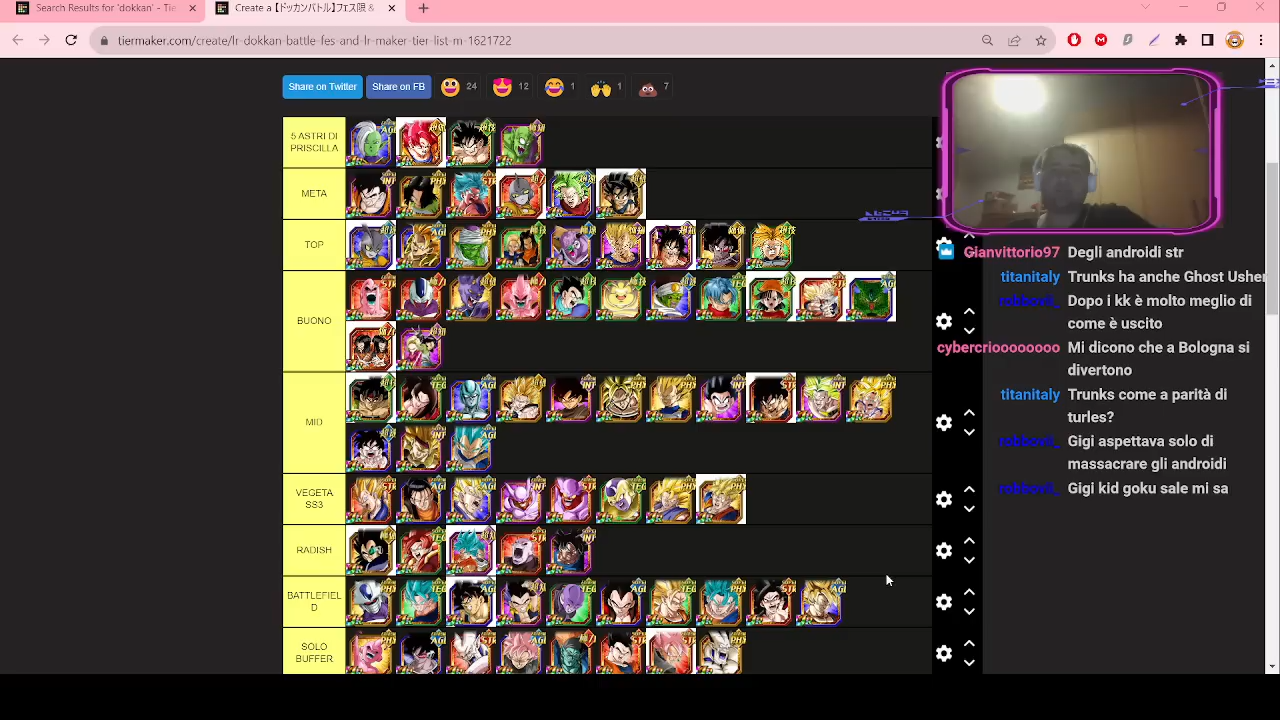 Search Results for 'dokkan' - Tie
Create a 【ドッカンバトル】フェス限 &
tiermaker.com/create/lr-dokkan-battle-fes-and-lr-maker-tier-list-m-1621722
Share on Twitter
Share on FB
24
12
1
1
7
5 ASTRI DI
PRISCILLA
META
TOP
BUONO
MID
VEGETA
SS3
RADISH
BATTLEFIEL
D
SOLO
BUFFER
Gianvittorio97 Degli androidi str
titanitaly Trunks ha anche Ghost Usher
Dopo i kk è molto meglio di
come è uscito
cybercriooooooooo Mi dicono che a Bologna si
divertono
titanitaly Trunks come a parità di
turles?
Gigi aspettava solo di
massacrare gli androidi
Gigi kid goku sale mi sa